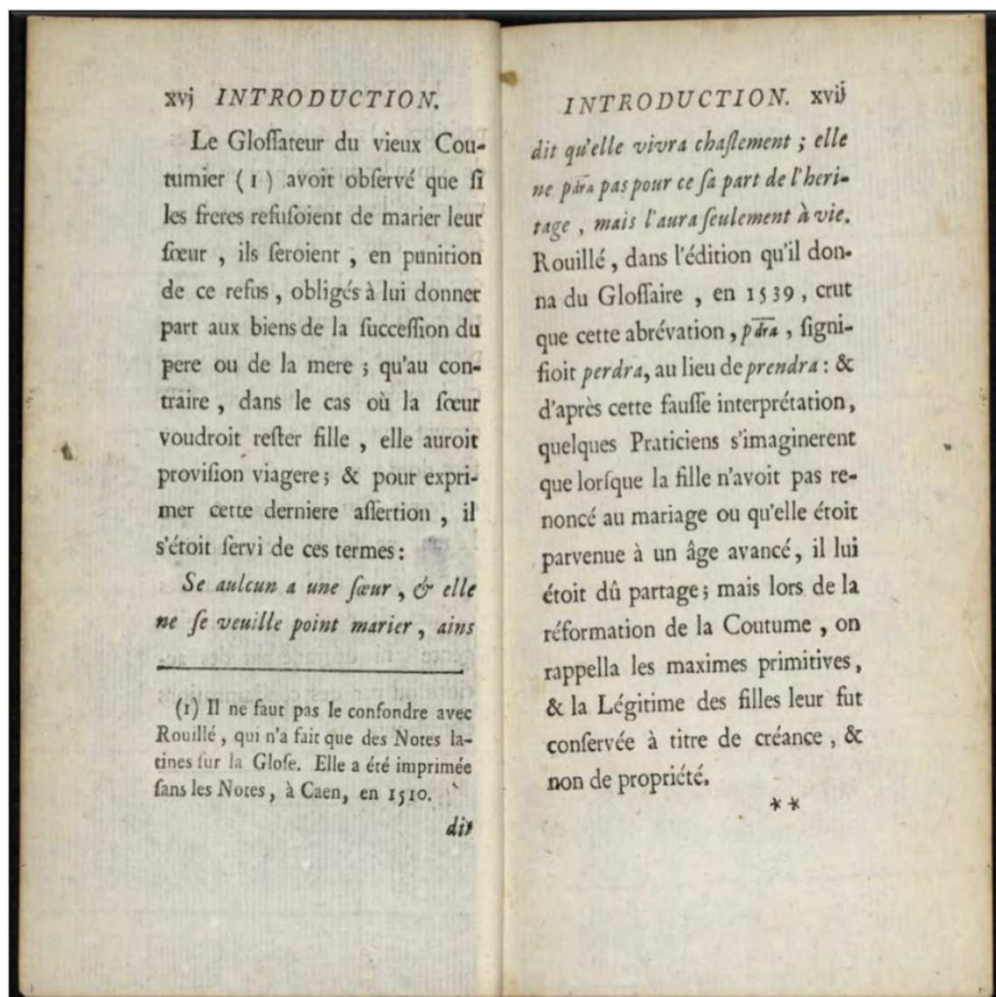 xvj INTRODUCTION.
Le Gloſſateur du vieux Cou-
tumier (1) avoit obſervé que ſi
les freres refuſoient de marier leur
ſœur , ils ſeroient , en punition
de ce refus , obligés à lui donner
part aux biens de la ſucceſſion du
pere ou de la mere ; qu'au con-
traire , dans le cas où la ſœur
voudroit reſter fille , elle auroit
proviſion viagere ; & pour expri-
mer cette derniere aſſertion , il
s'étoit ſervi de ces termes :
Se aulcun a une ſœur , & elle
ne ſe veuille point marier , ains
(1) Il ne faut pas le confondre avec
Rouillé , qui n'a fait que des Notes la-
tines ſur la Gloſe. Elle a été imprimée
ſans les Notes , à Caen, en 1510.
dit
INTRODUCTION. xvij
dit qu'elle vivra chaſtement ; elle
ne p̅d̅r̅a̅ pas pour ce ſa part de l'heri-
tage , mais l'aura ſeulement à vie.
Rouillé , dans l'édition qu'il don-
na du Gloſſaire , en 1539 , crut
que cette abrévation , p d̅r̅a̅ , ſigni-
fioit perdra, au lieu de prendra : &
d'après cette fauſſe interprétation,
quelques Praticiens s'imaginerent
que lorſque la fille n'avoit pas re-
noncé au mariage ou qu'elle étoit
parvenue à un âge avancé, il lui
étoit dû partage ; mais lors de la
réformation de la Coutume , on
rappella les maximes primitives,
& la Légitime des filles leur fut
conſervée à titre de créance , &
non de propriété.
**